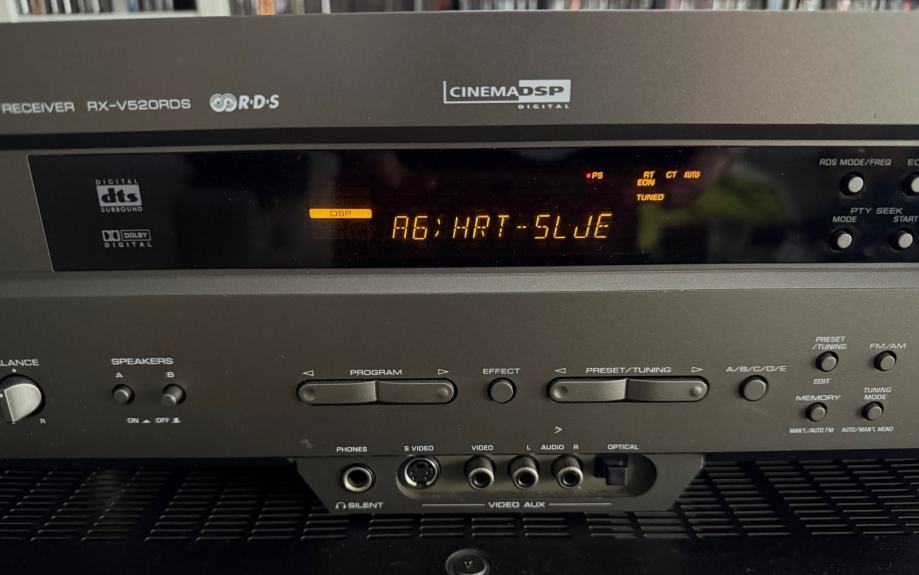 RECEIVER RX-V520RDS R·D·S
CINEMA DSP
DIGITAL
DIGITAL
dts
SURROUND
DOLBY
DIGITAL
DSP
PS RT CT AUTO
EON
TUNED
A6:HRT-SLJE
RDS MODE/FREQ
PTY SEEK
MODE START
SPEAKERS
A B
ON OFF
R
PROGRAM
EFFECT
PRESET/TUNING
A/B/C/D/E
PRESET
/TUNING
EDIT
FM/AM
MEMORY
MAN'L/AUTO FM
TUNING
MODE
AUTO/MAN'L MONO
PHONES
SILENT
S VIDEO VIDEO L AUDIO R OPTICAL
VIDEO AUX